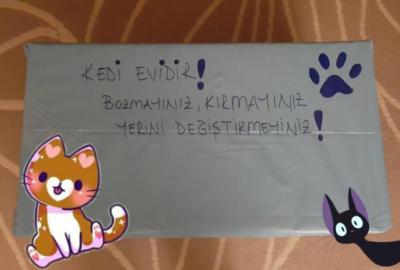 KEDİ EVİDİR!
BOZMAYINIZ, KIRMAYINIZ
YERİNİ DEĞİŞTİRMEYİNİZ!